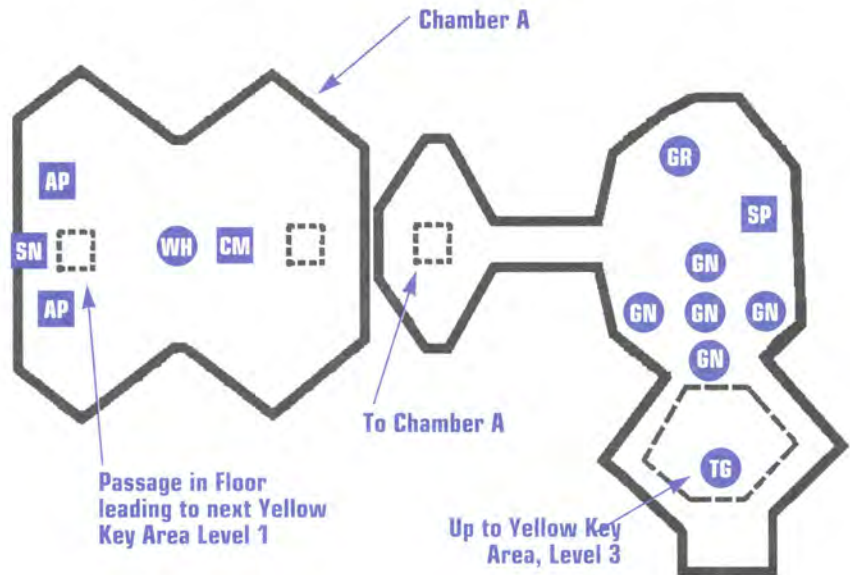 Chamber A
AP
SN
WH
CM
AP
GR
SP
GN
GN
GN
GN
GN
TG
To Chamber A
Passage in Floor
leading to next Yellow
Key Area Level 1
Up to Yellow Key
Area, Level 3